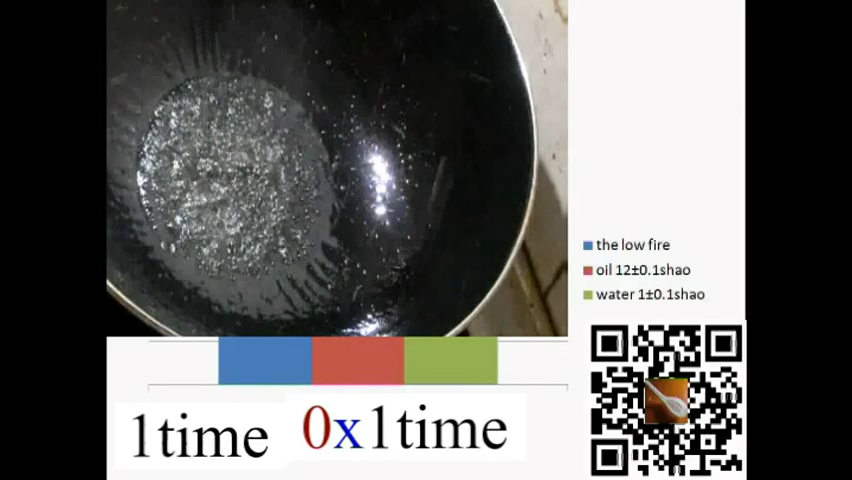 the low fire
oil 12±0.1shao
water 1±0.1shao
1time
0x1time